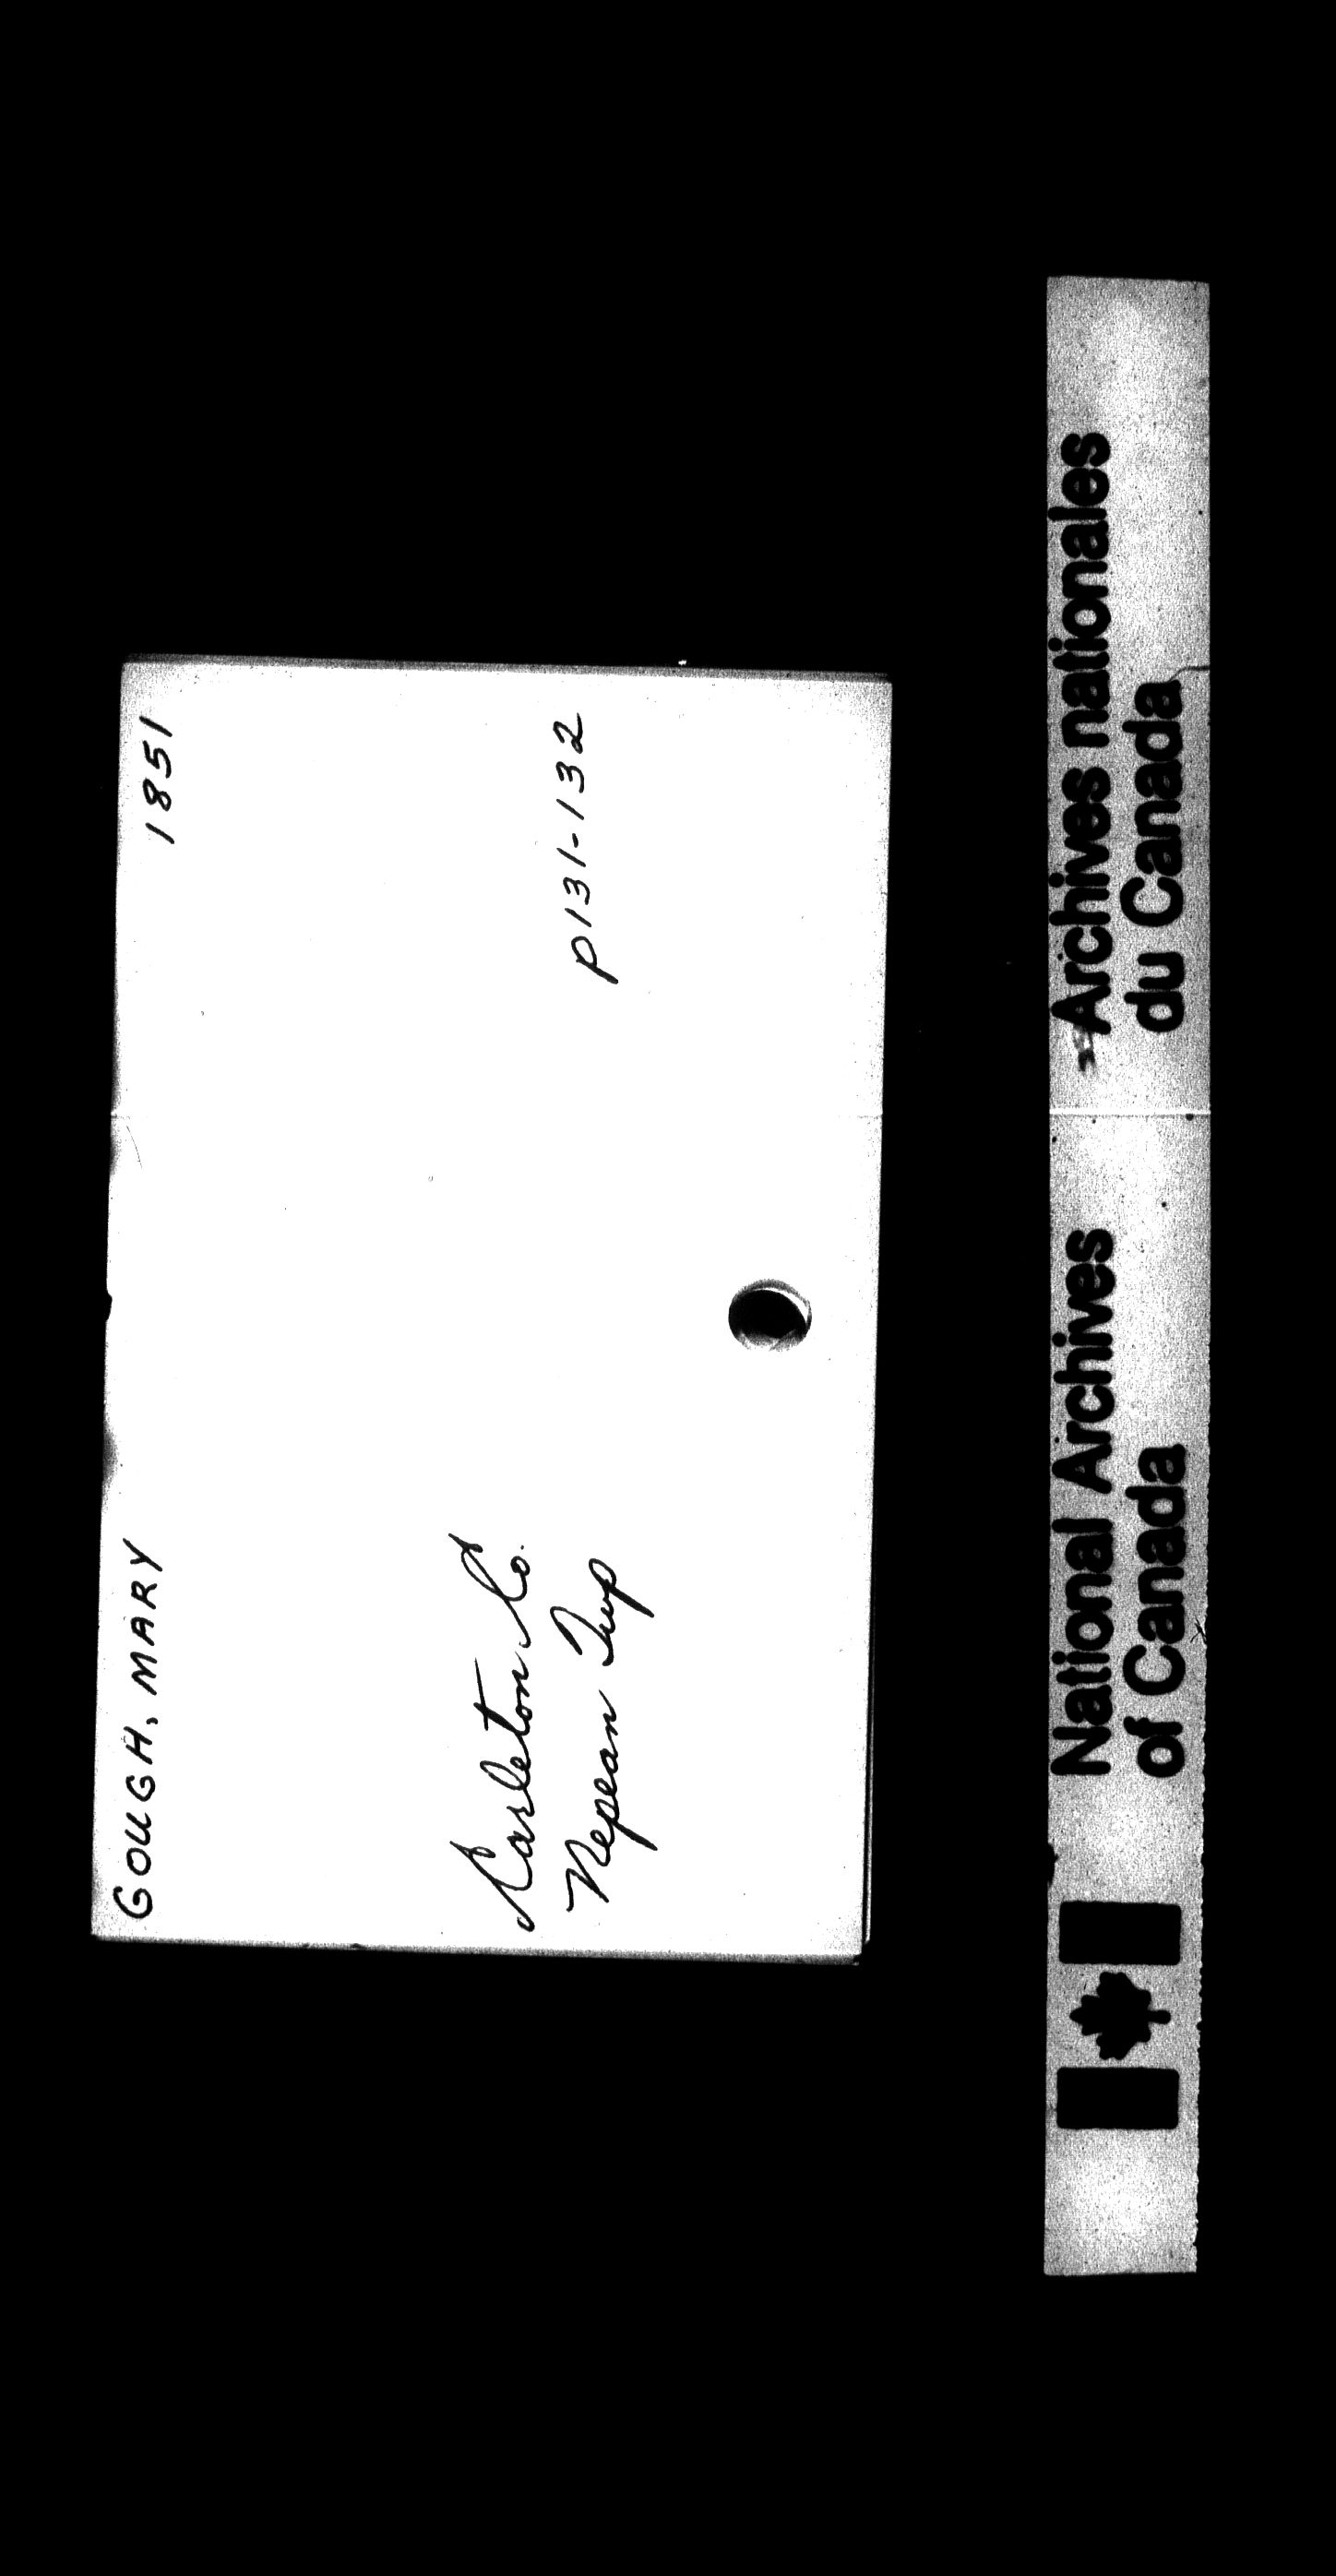 GOUGH, MARY 1851
Carleton Co.
Nepean Twp p131-132
National Archives
of Canada
Archives nationales
du Canada